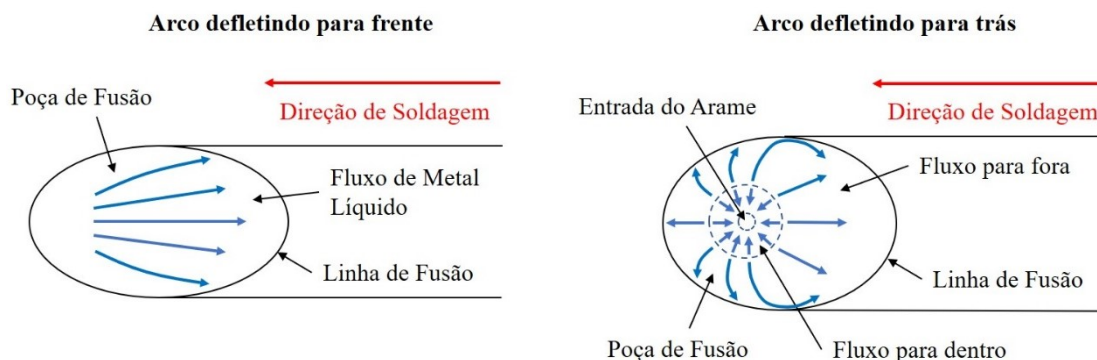 Arco defletindo para frente
Poça de Fusão
Direção de Soldagem
Fluxo de Metal
Líquido
Linha de Fusão
Arco defletindo para trás
Entrada do Arame
Direção de Soldagem
Fluxo para fora
Linha de Fusão
Poça de Fusão
Fluxo para dentro